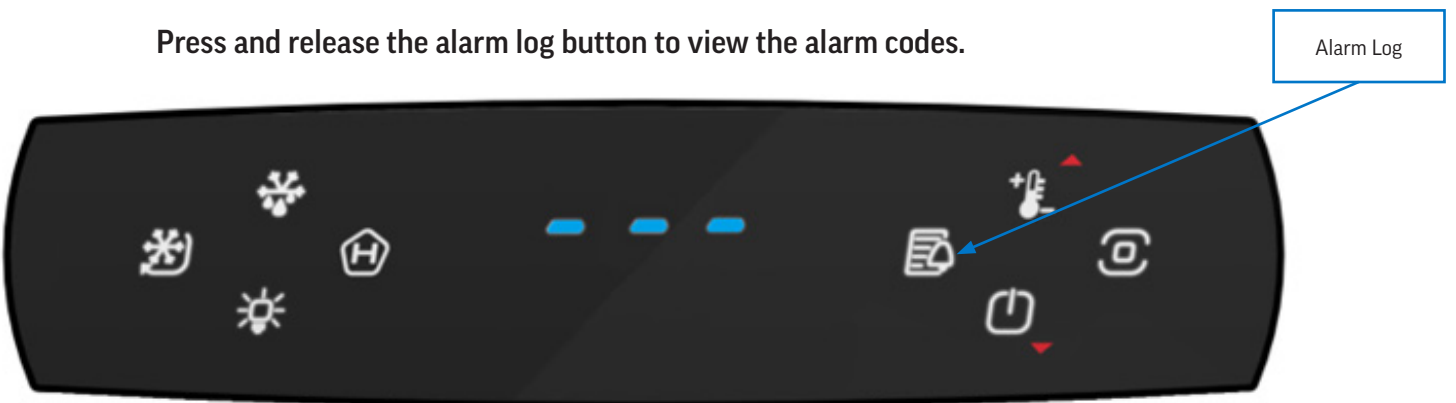 Press and release the alarm log button to view the alarm codes.
Alarm Log
H
- - -